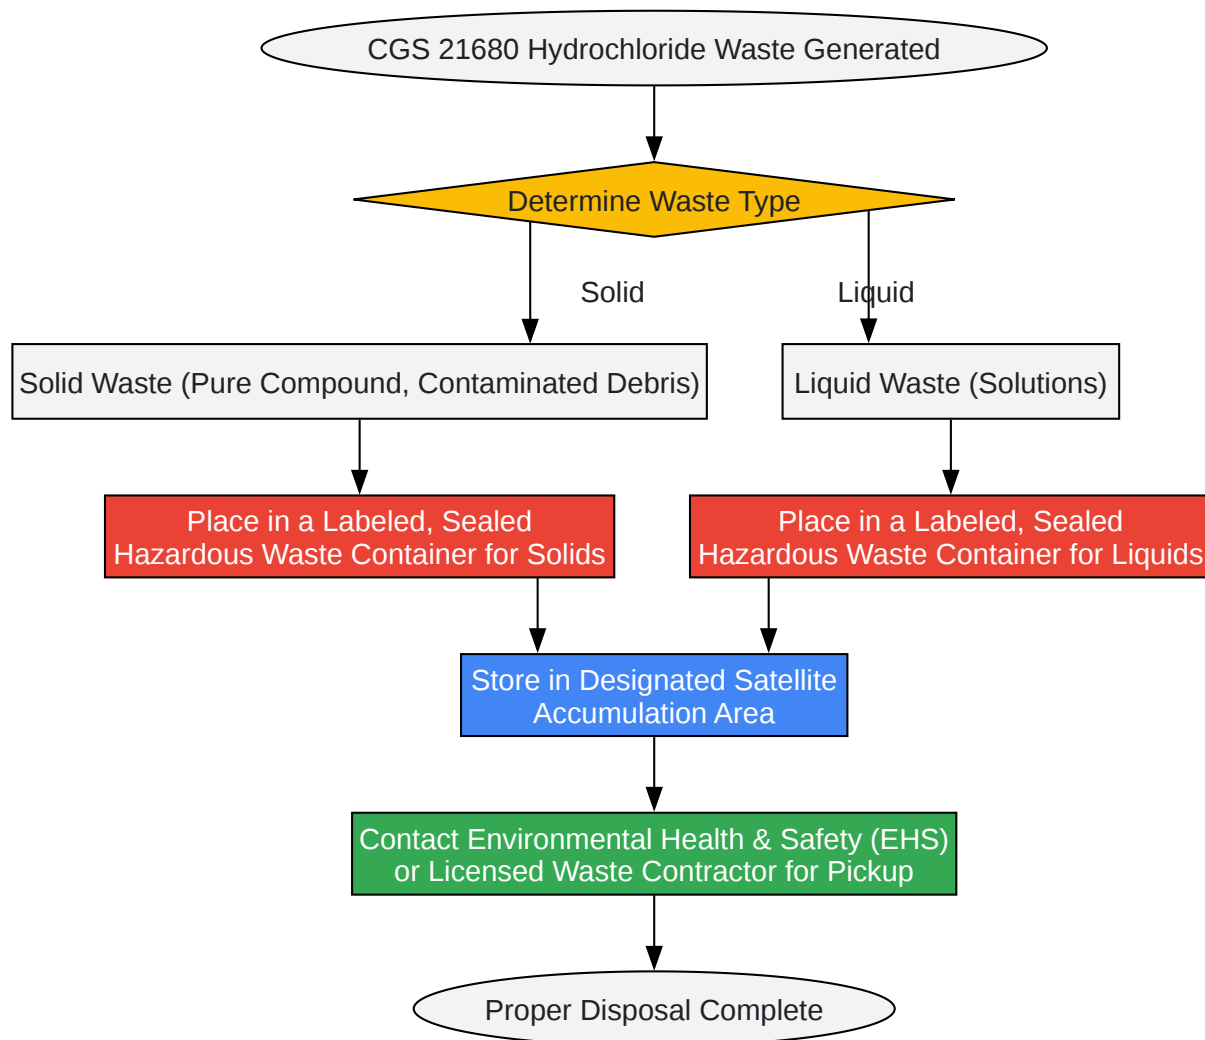 CGS 21680 Hydrochloride Waste Generated
Determine Waste Type
Solid
Liquid
Solid Waste (Pure Compound, Contaminated Debris)
Liquid Waste (Solutions)
Place in a Labeled, Sealed
Hazardous Waste Container for Solids
Place in a Labeled, Sealed
Hazardous Waste Container for Liquids
Store in Designated Satellite
Accumulation Area
Contact Environmental Health & Safety (EHS)
or Licensed Waste Contractor for Pickup
Proper Disposal Complete